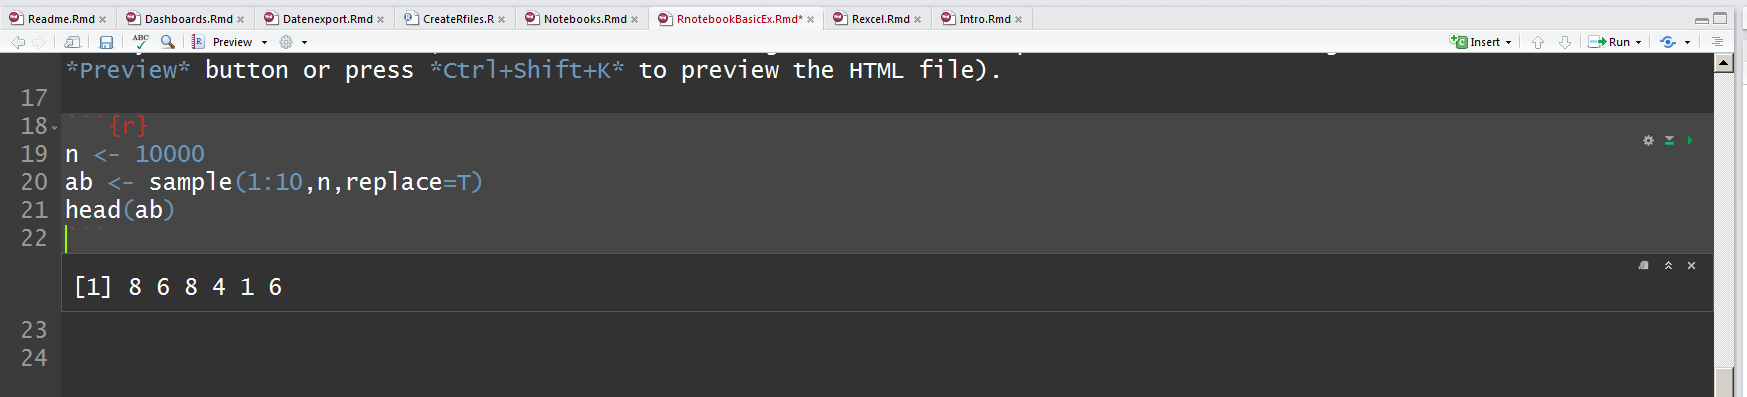 Readme.Rmd × Dashboards.Rmd × Datenexport.Rmd × CreateRfiles.R × Notebooks.Rmd × RnotebookBasicEx.Rmd* × Rexcel.Rmd × Intro.Rmd ×
ABC Preview Insert Run
*Preview* button or press *Ctrl+Shift+K* to preview the HTML file).
17
18 ```{r}
19 n <- 10000
20 ab <- sample(1:10,n,replace=T)
21 head(ab)
22 ```
[1] 8 6 8 4 1 6
23
24